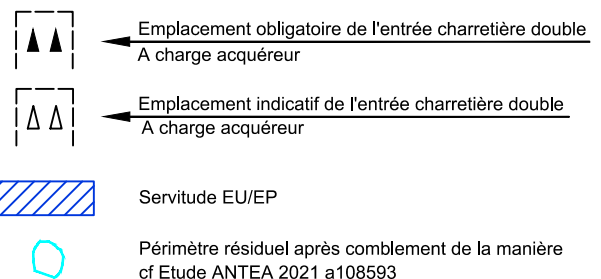 Emplacement obligatoire de l'entrée charretière double
A charge acquéreur
Emplacement indicatif de l'entrée charretière double
A charge acquéreur
Servitude EU/EP
Périmètre résiduel après comblement de la manière
cf Etude ANTEA 2021 a108593